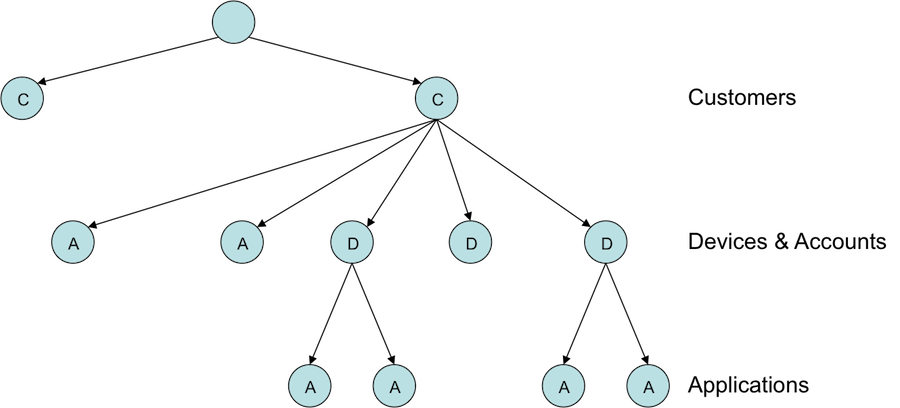 C
C
Customers
A
A
D
D
D
Devices & Accounts
A
A
A
A
Applications